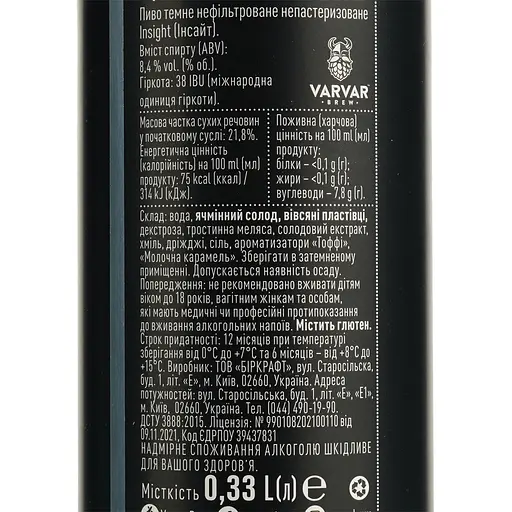 Пиво темне нефільтроване непастеризоване
Insight (Інсайт).
Вміст спирту (ABV):
8,4 % vol. (% об.).
Гіркота: 38 IBU (міжнародна
одиниця гіркоти).
VARVAR
BREW
Масова частка сухих речовин
у початковому суслі: 21,8%.
Енергетична цінність
(калорійність) на 100 ml (мл)
продукту: 75 kcal (ккал) /
314 kJ (кДж).
Поживна (харчова)
цінність на 100 ml (мл)
продукту:
білки – <0,1 g (г);
жири – <0,1 g (г);
вуглеводи – 7,8 g (г).
Склад: вода, ячмінний солод, вівсяні пластівці,
декстроза, тростинна меляса, солодовий екстракт,
хміль, дріжджі, сіль, ароматизатори «Тоффі»,
«Молочна карамель». Зберігати в затемненому
приміщенні. Допускається наявність осаду.
Попередження: не рекомендовано вживати дітям
віком до 18 років, вагітним жінкам та особам,
які мають медичні чи професійні протипоказання
до вживання алкогольних напоїв. Містить глютен.
Строк придатності: 12 місяців при температурі
зберігання від 0°C до +7°C та 6 місяців – від +8°C до
+15°C. Виробник: ТОВ «БІРКРАФТ», вул. Старосільська,
буд. 1, літ. «Е», м. Київ, 02660, Україна. Адреса
потужностей: вул. Старосільська, буд. 1, літ. «Е», «Е1»,
м. Київ, 02660, Україна. Тел. (044) 490-19-90.
ДСТУ 3888:2015. Ліцензія: № 990108202100110 від
09.11.2021, Код ЄДРПОУ 39437831
НАДМІРНЕ СПОЖИВАННЯ АЛКОГОЛЮ ШКІДЛИВЕ
ДЛЯ ВАШОГО ЗДОРОВ'Я.
Місткість 0,33 L(л) e